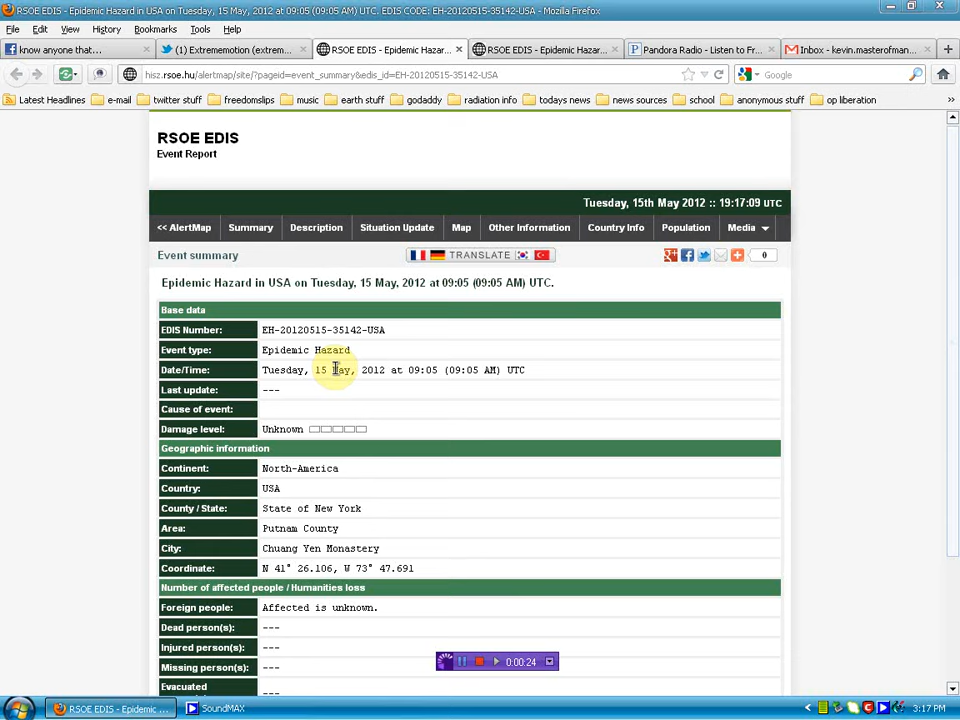 RSOE EDIS - Epidemic Hazard in USA on Tuesday, 15 May, 2012 at 09:05 (09:05 AM) UTC. EDIS CODE: EH-20120515-35142-USA - Mozilla Firefox
File Edit View History Bookmarks Tools Help
know anyone that... (1) Extrememotion (extrem... RSOE EDIS - Epidemic Hazar... RSOE EDIS - Epidemic Hazar... Pandora Radio - Listen to Fr... Inbox - kevin.masterofman...
hisz.rsoe.hu/alertmap/site/?pageid=event_summary&edis_id=EH-20120515-35142-USA Google
Latest Headlines e-mail twitter stuff freedomslips music earth stuff godaddy radiation info todays news news sources school anonymous stuff op liberation »
RSOE EDIS
Event Report
Tuesday, 15th May 2012 :: 19:17:09 UTC
<< AlertMap Summary Description Situation Update Map Other Information Country Info Population Media
Event summary TRANSLATE 0
Epidemic Hazard in USA on Tuesday, 15 May, 2012 at 09:05 (09:05 AM) UTC.
Base data
EDIS Number: EH-20120515-35142-USA
Event type: Epidemic Hazard
Date/Time: Tuesday, 15 May, 2012 at 09:05 (09:05 AM) UTC
Last update: ---
Cause of event:
Damage level: Unknown
Geographic information
Continent: North-America
Country: USA
County / State: State of New York
Area: Putnam County
City: Chuang Yen Monastery
Coordinate: N 41° 26.106, W 73° 47.691
Number of affected people / Humanities loss
Foreign people: Affected is unknown.
Dead person(s): ---
Injured person(s): ---
Missing person(s): ---
Evacuated ---
0:00:24
RSOE EDIS - Epidemic ... SoundMAX 3:17 PM